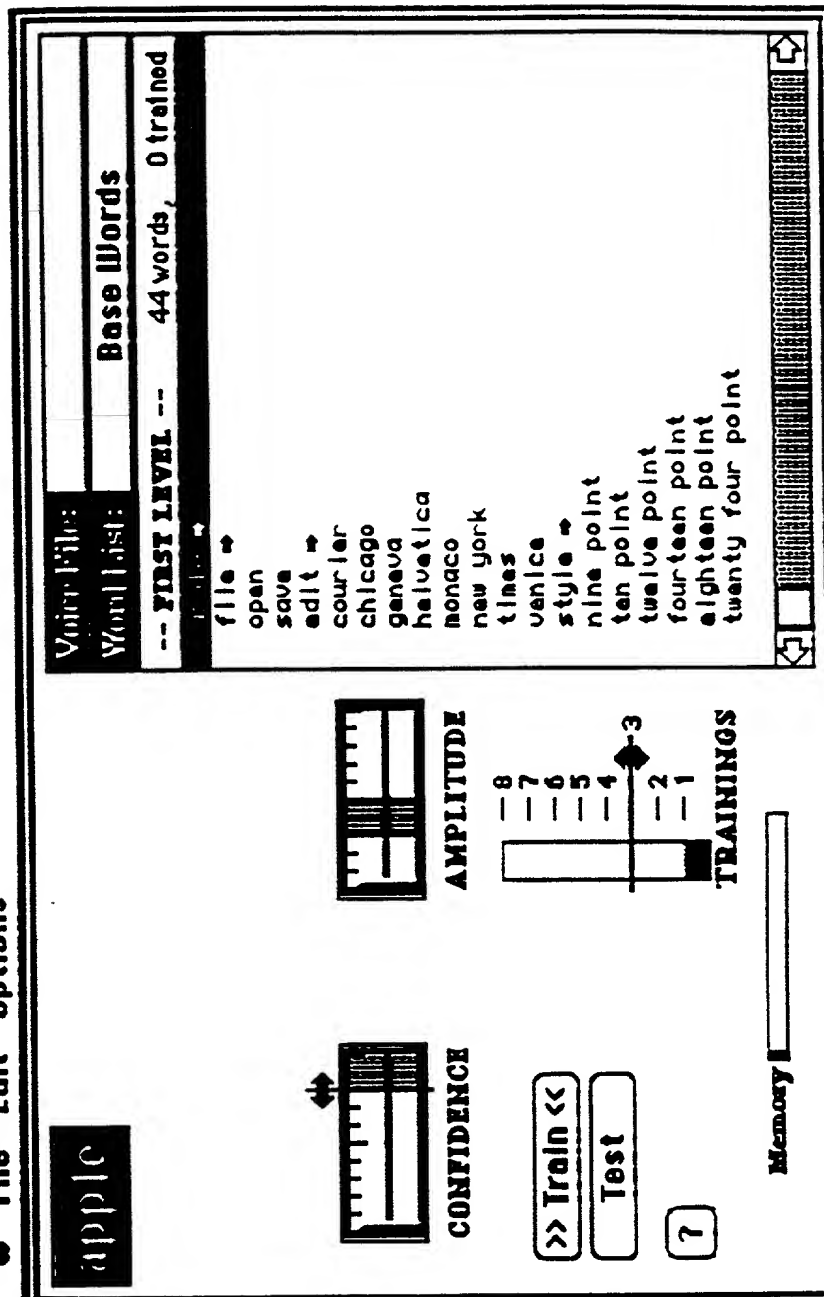 File Edit Options
apple
Voice File:
Word List: Base Words
-- FIRST LEVEL -- 44 words, 0 trained
apple ➡
file ➡
open
save
edit ➡
courier
chicago
geneva
helvetica
monaco
new york
times
venice
style ➡
nine point
ten point
twelve point
fourteen point
eighteen point
twenty four point
CONFIDENCE
AMPLITUDE
>> Train <<
Test
?
8
7
6
5
4
3
2
1
TRAININGS
Memory